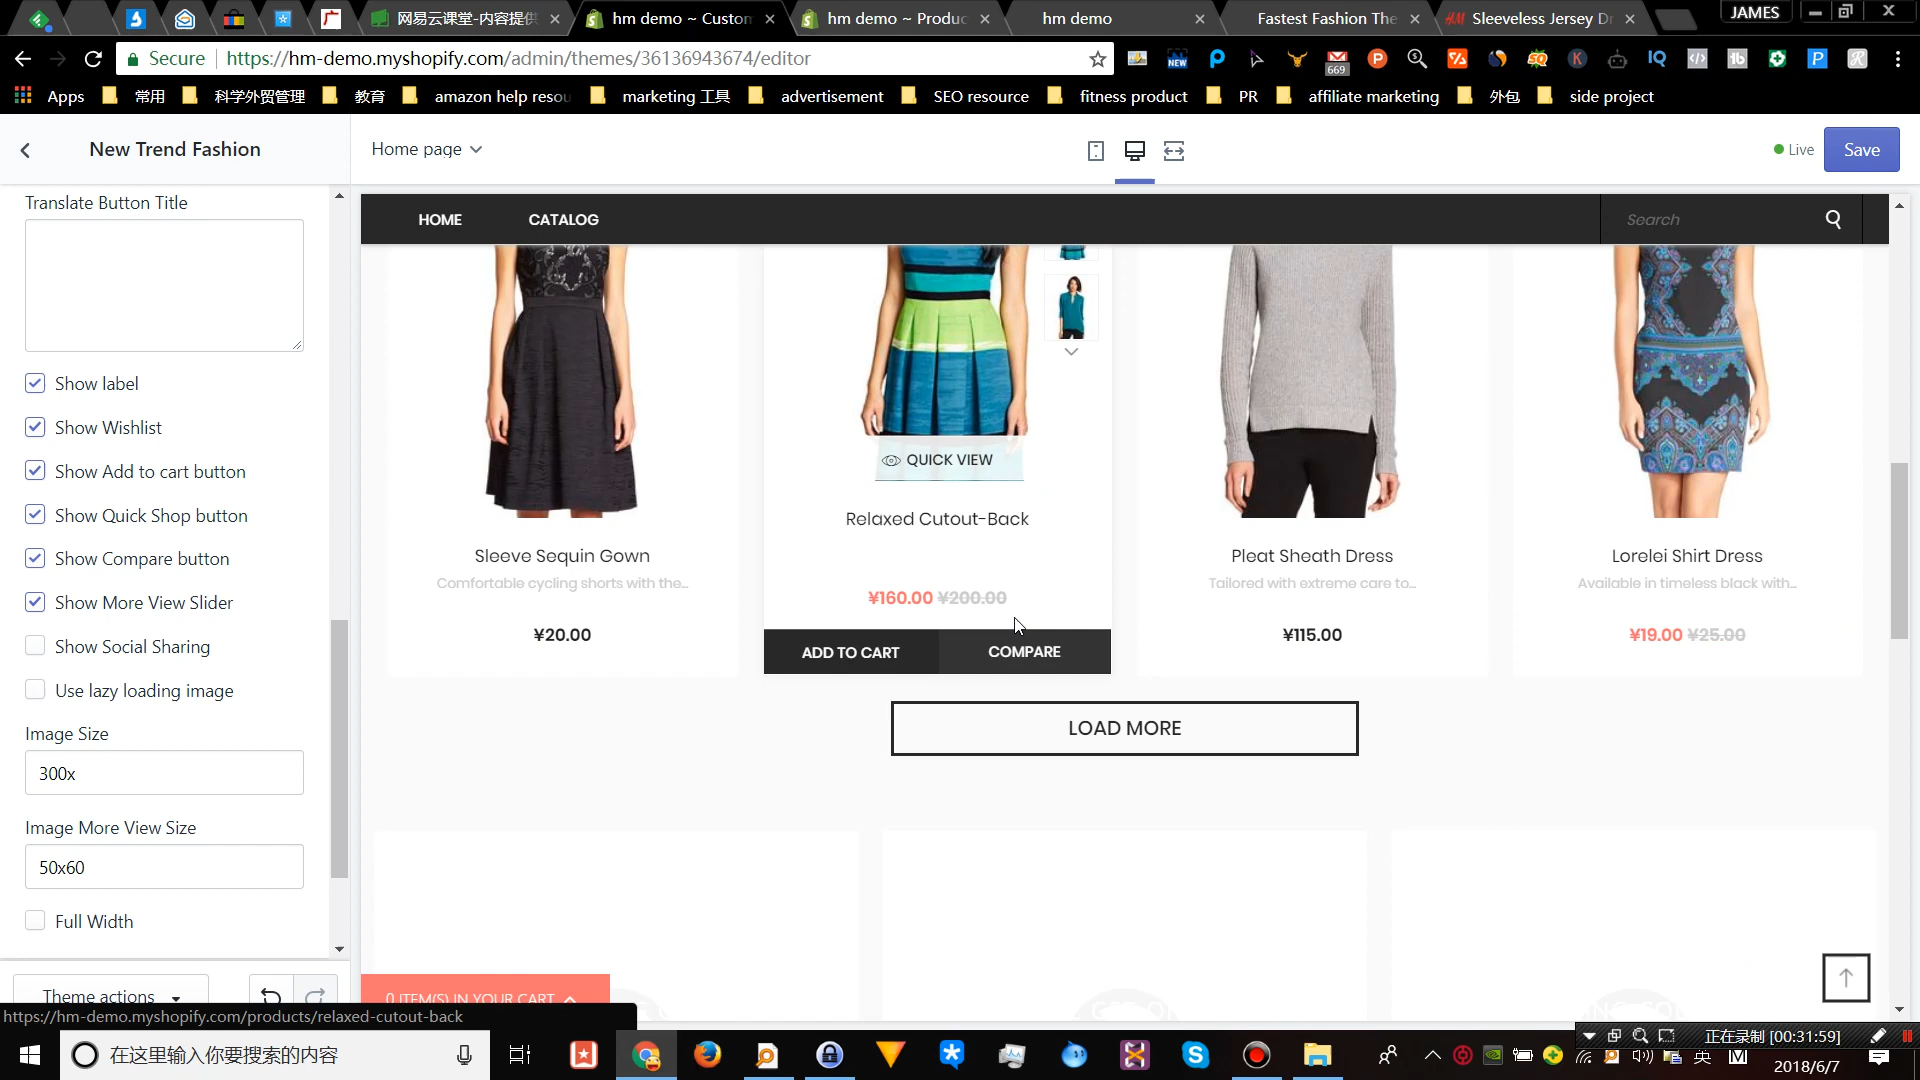 网易云课堂-内容提供
hm demo ~ Custom
hm demo ~ Produc
hm demo
Fastest Fashion The
H&M Sleeveless Jersey Dr
JAMES
Secure
https://hm-demo.myshopify.com/admin/themes/36136943674/editor
NEW
669
Apps
常用
科学外贸管理
教育
amazon help resou
marketing 工具
advertisement
SEO resource
fitness product
PR
affiliate marketing
外包
side project
New Trend Fashion
Home page
Live
Save
Translate Button Title
Show label
Show Wishlist
Show Add to cart button
Show Quick Shop button
Show Compare button
Show More View Slider
Show Social Sharing
Use lazy loading image
Image Size
300x
Image More View Size
50x60
Full Width
Theme actions
HOME
CATALOG
Search
QUICK VIEW
Sleeve Sequin Gown
Comfortable cycling shorts with the...
¥20.00
Relaxed Cutout-Back
¥160.00 ¥200.00
ADD TO CART
COMPARE
Pleat Sheath Dress
Tailored with extreme care to...
¥115.00
Lorelei Shirt Dress
Available in timeless black with...
¥19.00 ¥25.00
LOAD MORE
0 ITEM(S) IN YOUR CART
https://hm-demo.myshopify.com/products/relaxed-cutout-back
在这里输入你要搜索的内容
正在录制 [00:31:59]
英
M
2018/6/7